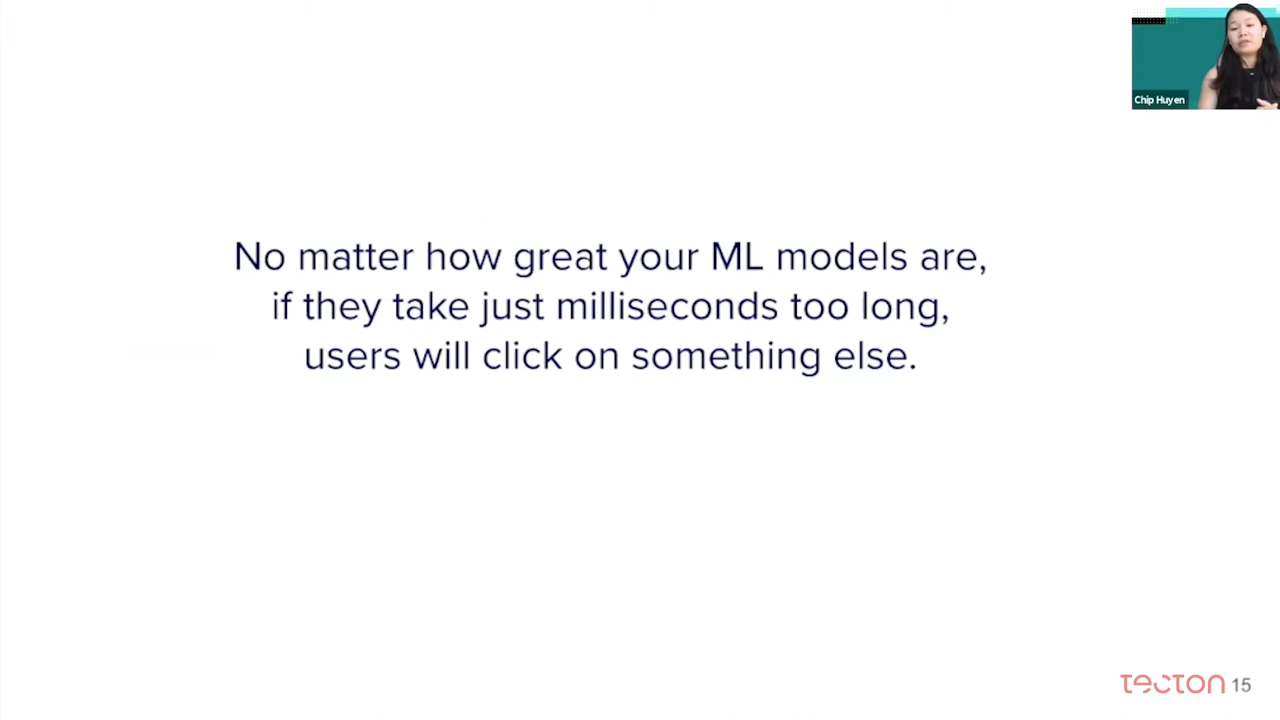 Chip Huyen
No matter how great your ML models are,
if they take just milliseconds too long,
users will click on something else.
tecton 15